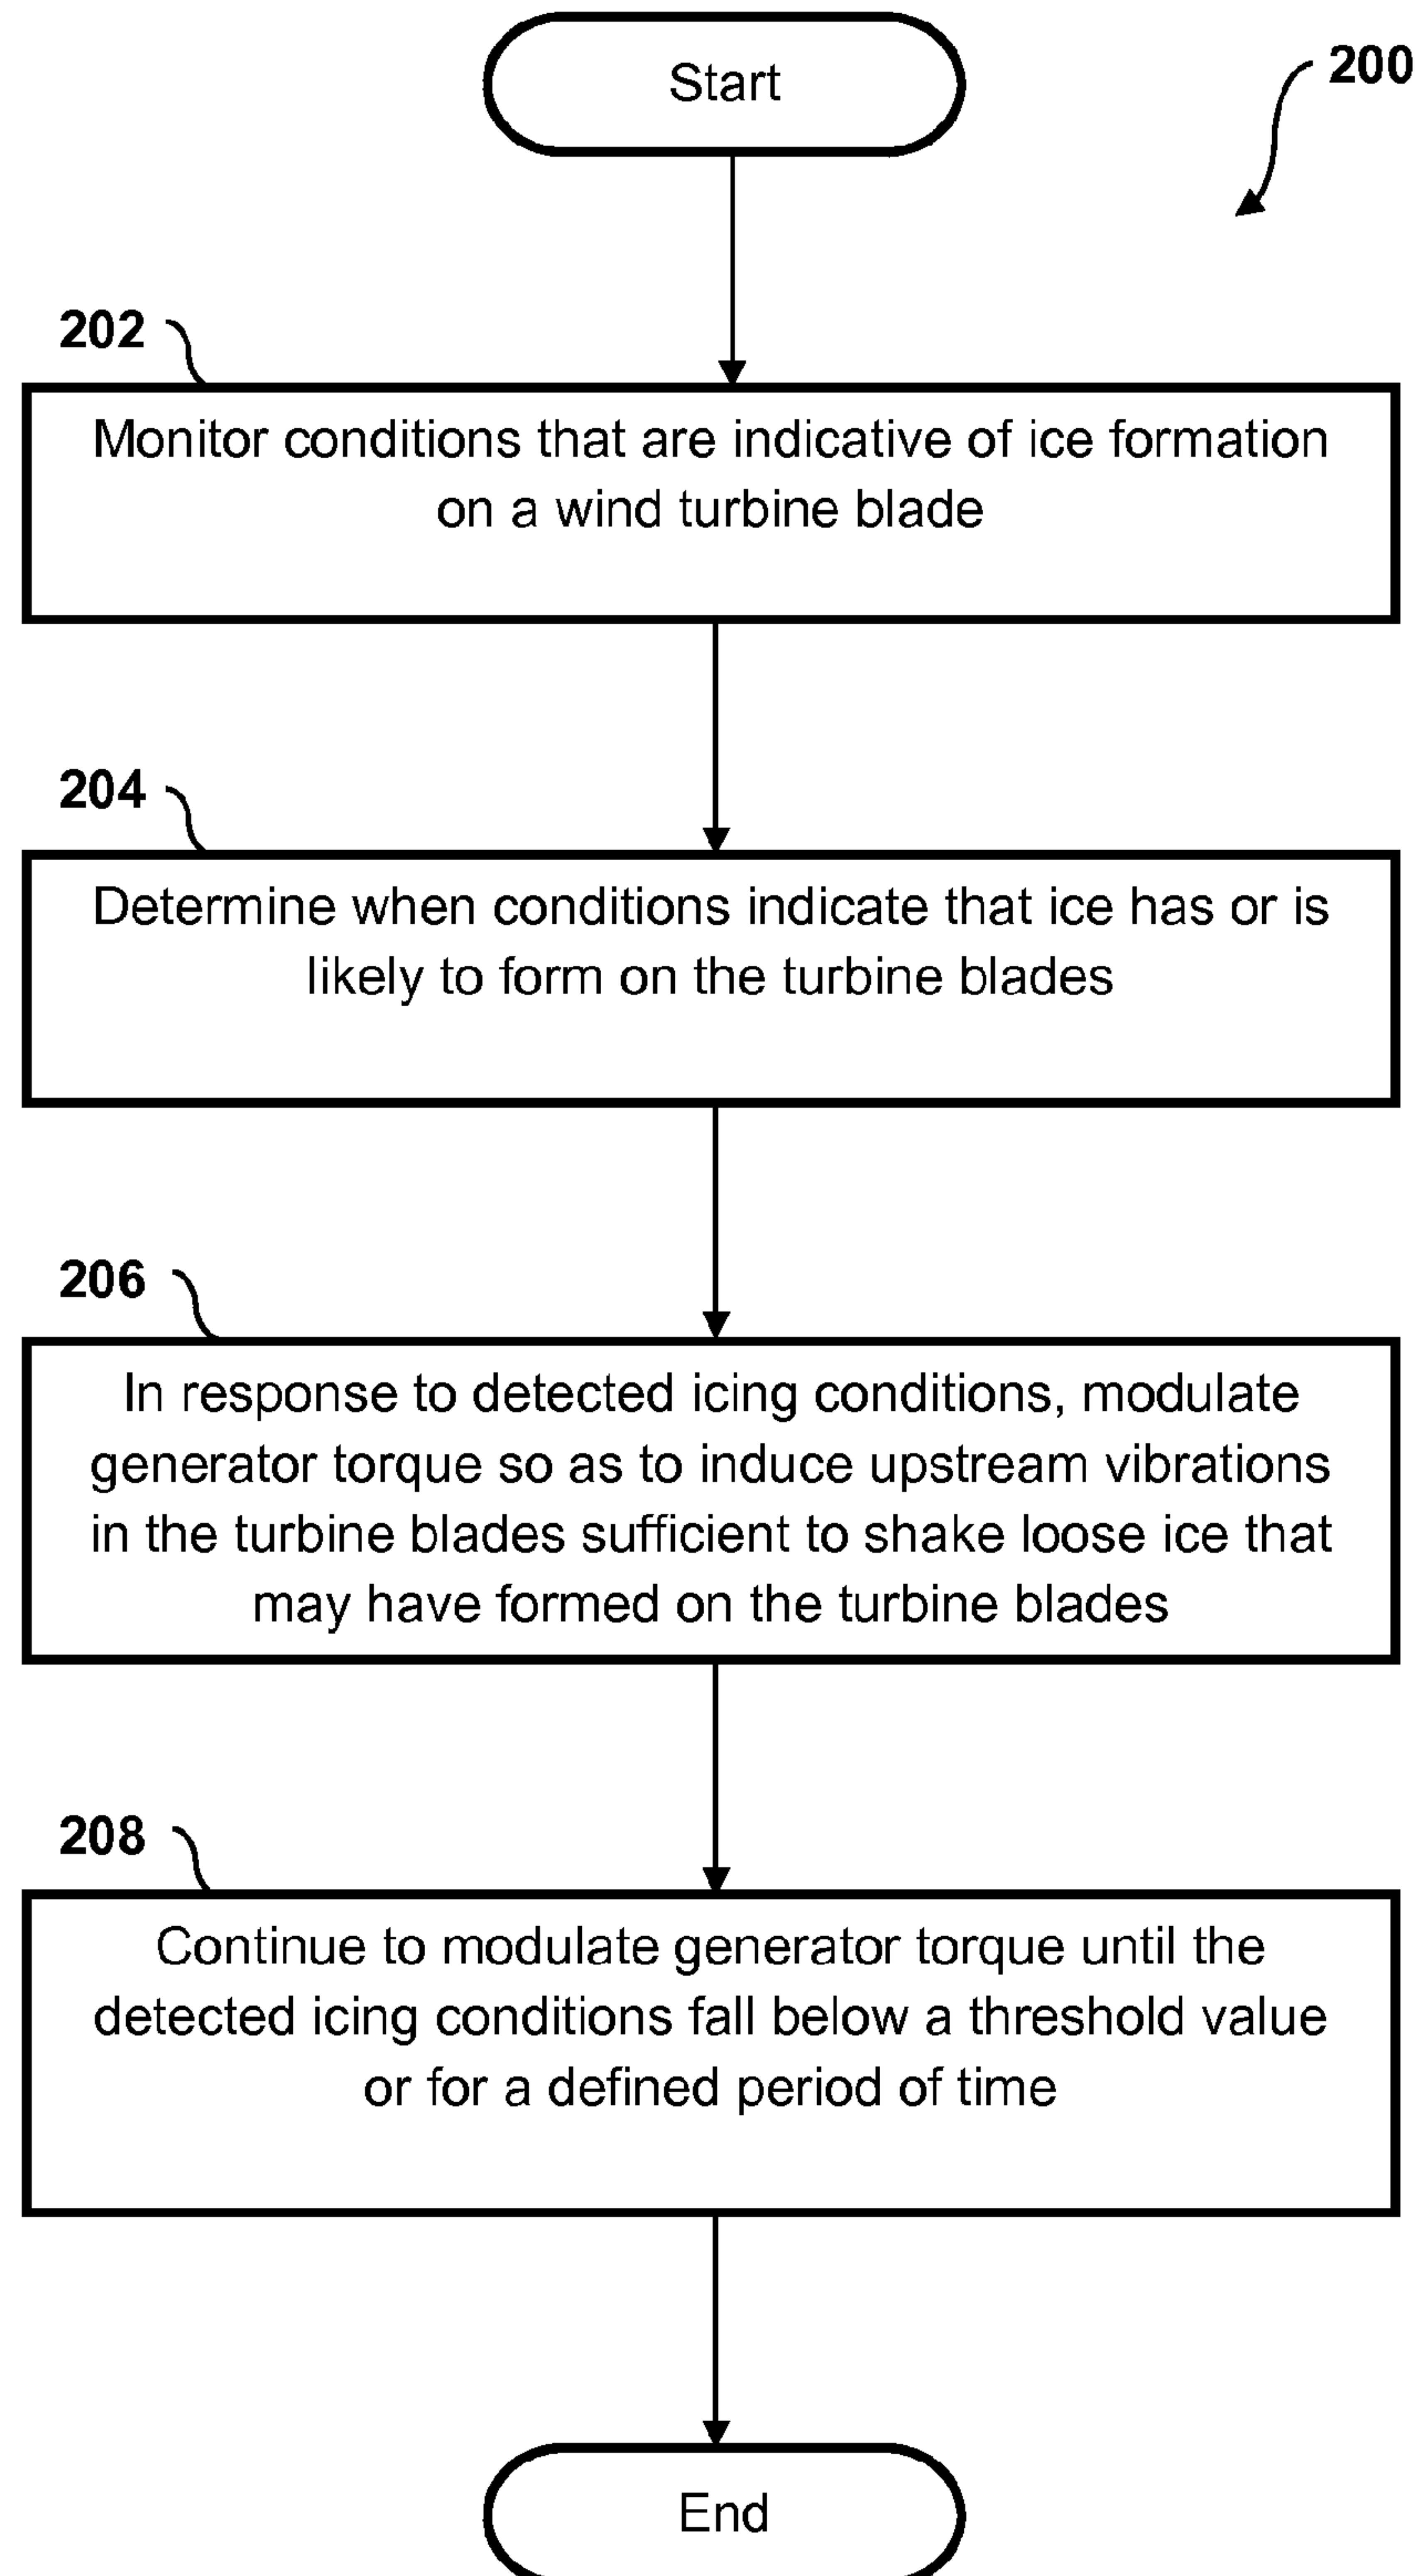 Start
200
202
Monitor conditions that are indicative of ice formation
on a wind turbine blade
204
Determine when conditions indicate that ice has or is
likely to form on the turbine blades
206
In response to detected icing conditions, modulate
generator torque so as to induce upstream vibrations
in the turbine blades sufficient to shake loose ice that
may have formed on the turbine blades
208
Continue to modulate generator torque until the
detected icing conditions fall below a threshold value
or for a defined period of time
End